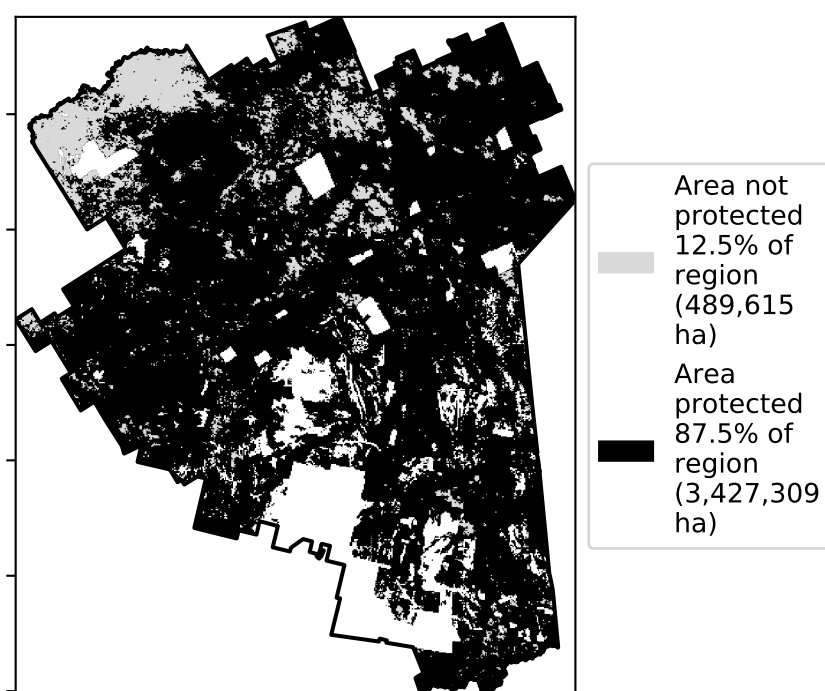 Area not
protected
12.5% of
region
(489,615
ha)
Area
protected
87.5% of
region
(3,427,309
ha)